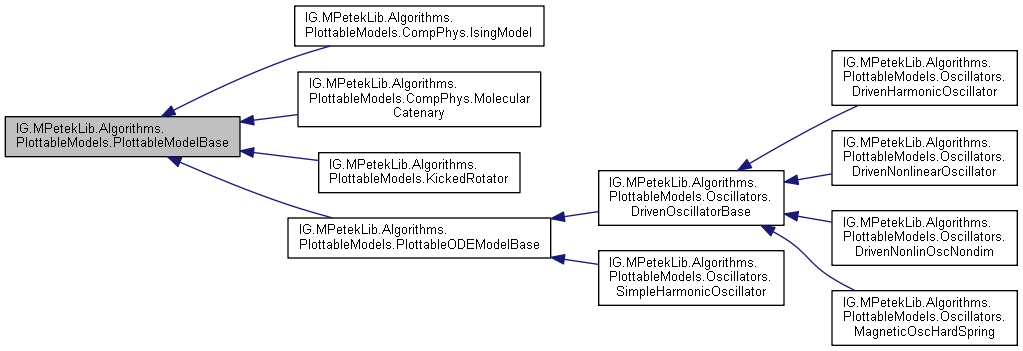 IG.MPetekLib.Algorithms.
PlottableModels.PlottableModelBase
IG.MPetekLib.Algorithms.
PlottableModels.CompPhys.IsingModel
IG.MPetekLib.Algorithms.
PlottableModels.CompPhys.Molecular
Catenary
IG.MPetekLib.Algorithms.
PlottableModels.KickedRotator
IG.MPetekLib.Algorithms.
PlottableModels.PlottableODEModelBase
IG.MPetekLib.Algorithms.
PlottableModels.Oscillators.
DrivenOscillatorBase
IG.MPetekLib.Algorithms.
PlottableModels.Oscillators.
SimpleHarmonicOscillator
IG.MPetekLib.Algorithms.
PlottableModels.Oscillators.
DrivenHarmonicOscillator
IG.MPetekLib.Algorithms.
PlottableModels.Oscillators.
DrivenNonlinearOscillator
IG.MPetekLib.Algorithms.
PlottableModels.Oscillators.
DrivenNonlinOscNondim
IG.MPetekLib.Algorithms.
PlottableModels.Oscillators.
MagneticOscHardSpring